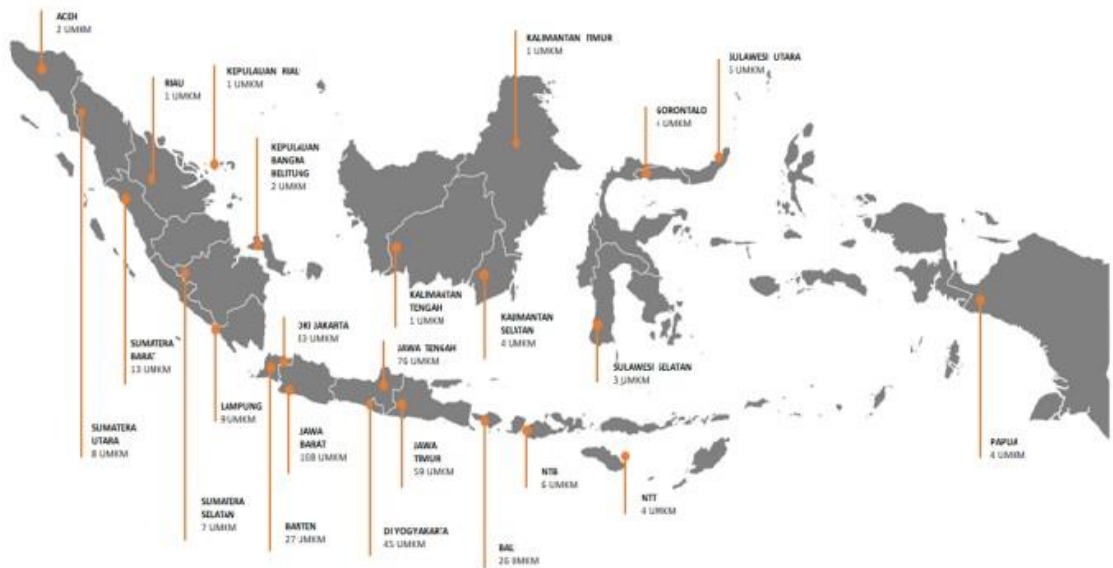 ACEH
2 UMKM
KALIMANTAN TIMUR
1 UMKM
SULAWESI UTARA
5 UMKM
RIAU
1 UMKM
KEPULAUAN RIAU
1 UMKM
GORONTALO
UMKM
KEPULAUAN
BANGKA
BELITUNG
2 UMKM
KALIMANTAN
TENGAH
1 UMKM
KALIMANTAN
SELATAN
4 UMKM
DKI JAKARTA
UMKM
JAWA TENGAH
76 UMKM
SUMATERA
BARAT
13 UMKM
SULAWESI SELATAN
3 UMKM
LAMPUNG
9 UMKM
SUMATERA
UTARA
8 UMKM
JAWA
BARAT
UMKM
JAWA
TIMUR
59 UMKM
PAPUA
4 UMKM
NTB
6 UMKM
NTT
4 UMKM
SUMATERA
SELATAN
7 UMKM
BANTEN
27 UMKM
DI YOGYAKARTA
45 UMKM
BALI
26 UMKM